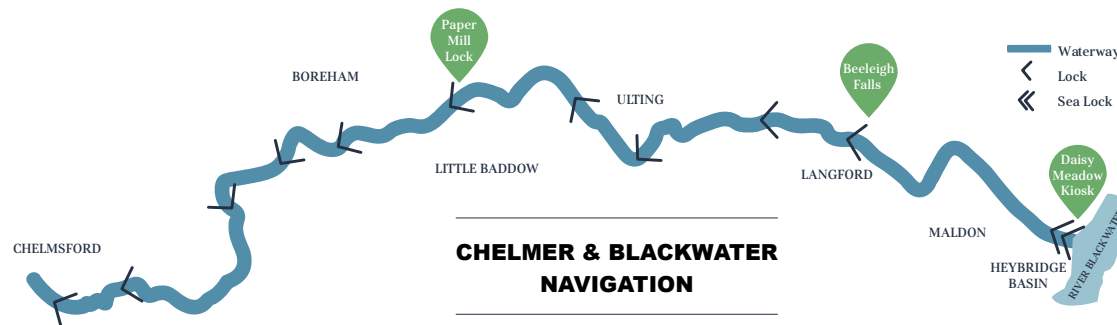 Paper
Mill
Lock
BOREHAM
Beeleigh
Falls
Waterway
Lock
Sea Lock
ULTING
LITTLE BADDOW
LANGFORD
Daisy
Meadow
Kiosk
MALDON
CHELMSFORD
CHELMER & BLACKWATER
NAVIGATION
HEYBRIDGE
BASIN
RIVER BLACKWATER